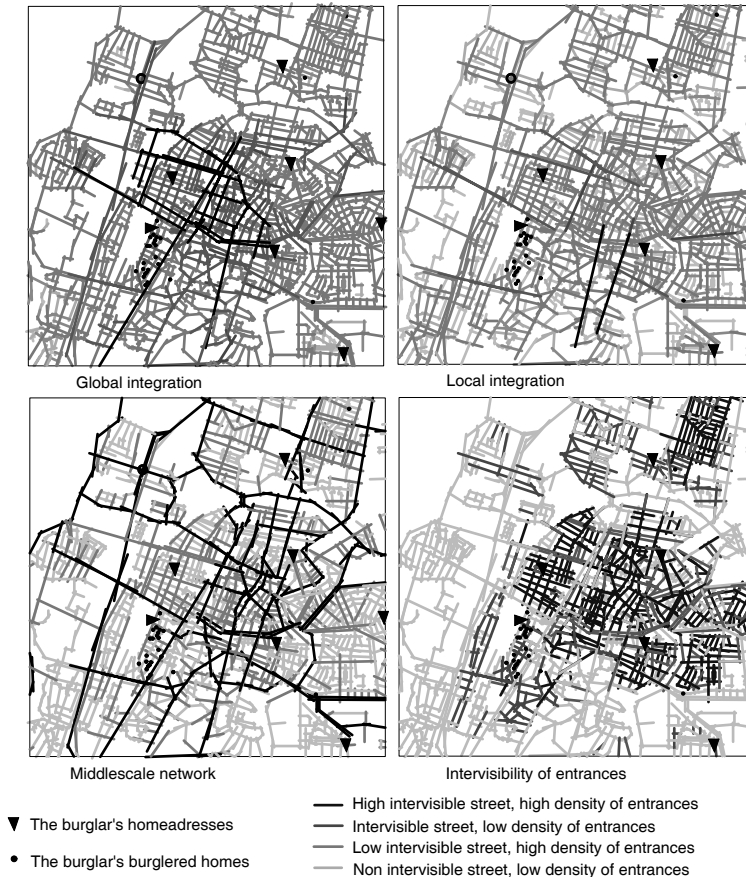 Global integration
Local integration
Middlescale network
Intervisibility of entrances
The burglar's homeadresses
The burglar's burglered homes
High intervisible street, high density of entrances
Intervisible street, low density of entrances
Low intervisible street, high density of entrances
Non intervisible street, low density of entrances